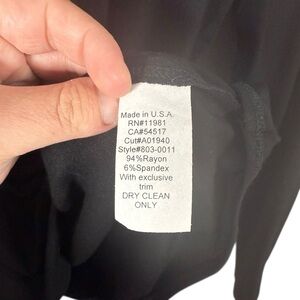 Made in U.S.A.
RN#11981
CA#54517
Cut#A01940
Style#803-0011
94%Rayon
6%Spandex
With exclusive
trim
DRY CLEAN
ONLY